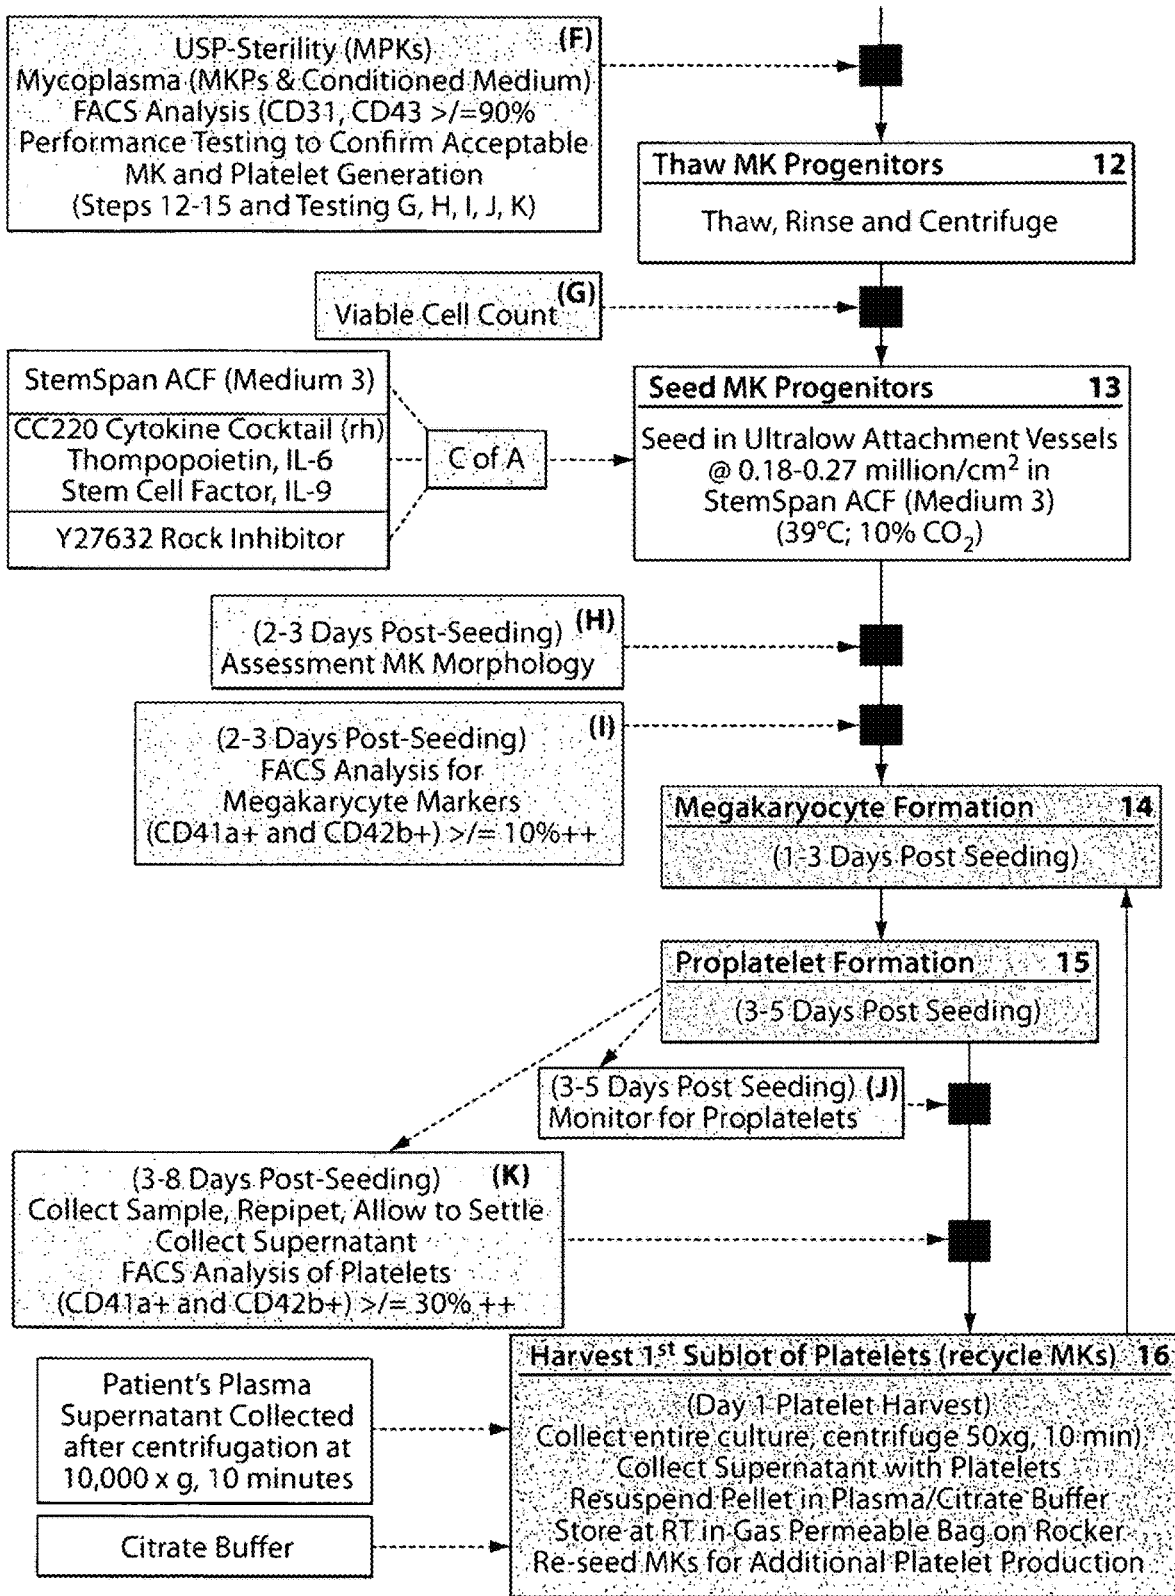 (F)
USP-Sterility (MPKs)
Mycoplasma (MKPs & Conditioned Medium)
FACS Analysis (CD31, CD43 >/=90%
Performance Testing to Confirm Acceptable
MK and Platelet Generation
(Steps 12-15 and Testing G, H, I, J, K)
Thaw MK Progenitors 12
Thaw, Rinse and Centrifuge
(G)
Viable Cell Count
StemSpan ACF (Medium 3)
CC220 Cytokine Cocktail (rh)
Thompopoietin, IL-6
Stem Cell Factor, IL-9
Y27632 Rock Inhibitor
C of A
Seed MK Progenitors 13
Seed in Ultralow Attachment Vessels
@ 0.18-0.27 million/cm² in
StemSpan ACF (Medium 3)
(39°C; 10% CO₂)
(H)
(2-3 Days Post-Seeding)
Assessment MK Morphology
(I)
(2-3 Days Post-Seeding)
FACS Analysis for
Megakarycyte Markers
(CD41a+ and CD42b+) >/= 10%++
Megakaryocyte Formation 14
(1-3 Days Post Seeding)
Proplatelet Formation 15
(3-5 Days Post Seeding)
(3-5 Days Post Seeding) (J)
Monitor for Proplatelets
(3-8 Days Post-Seeding) (K)
Collect Sample, Repipet, Allow to Settle
Collect Supernatant
FACS Analysis of Platelets
(CD41a+ and CD42b+) >/= 30% ++
Patient's Plasma
Supernatant Collected
after centrifugation at
10,000 x g, 10 minutes
Citrate Buffer
Harvest 1.st Sublot of Platelets (recycle MKs) 16
(Day 1 Platelet Harvest)
Collect entire culture, centrifuge 50xg, 10 min)
Collect Supernatant with Platelets
Resuspend Pellet in Plasma/Citrate Buffer
Store at RT in Gas Permeable Bag on Rocker
Re-seed MKs for Additional Platelet Production